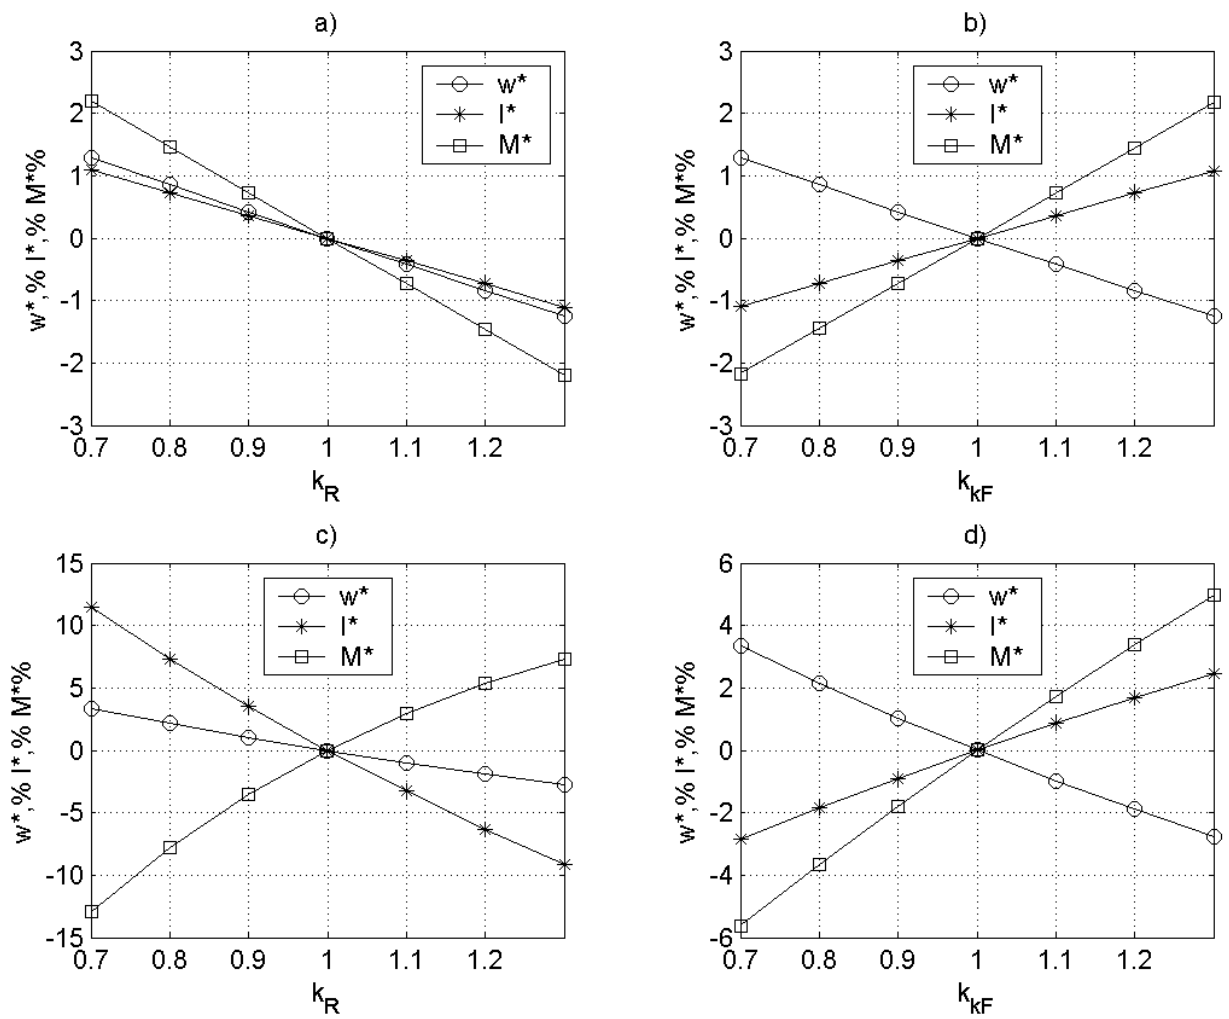 a)
3
2
1
0
-1
-2
-3
w*,% I*,% M*%
w*
I*
M*
0.7 0.8 0.9 1 1.1 1.2
k_R
b)
3
2
1
0
-1
-2
-3
w*,% I*,% M*%
w*
I*
M*
0.7 0.8 0.9 1 1.1 1.2
k_kF
c)
15
10
5
0
-5
-10
-15
w*,% I*,% M*%
w*
I*
M*
0.7 0.8 0.9 1 1.1 1.2
k_R
d)
6
4
2
0
-2
-4
-6
w*,% I*,% M*%
w*
I*
M*
0.7 0.8 0.9 1 1.1 1.2
k_kF